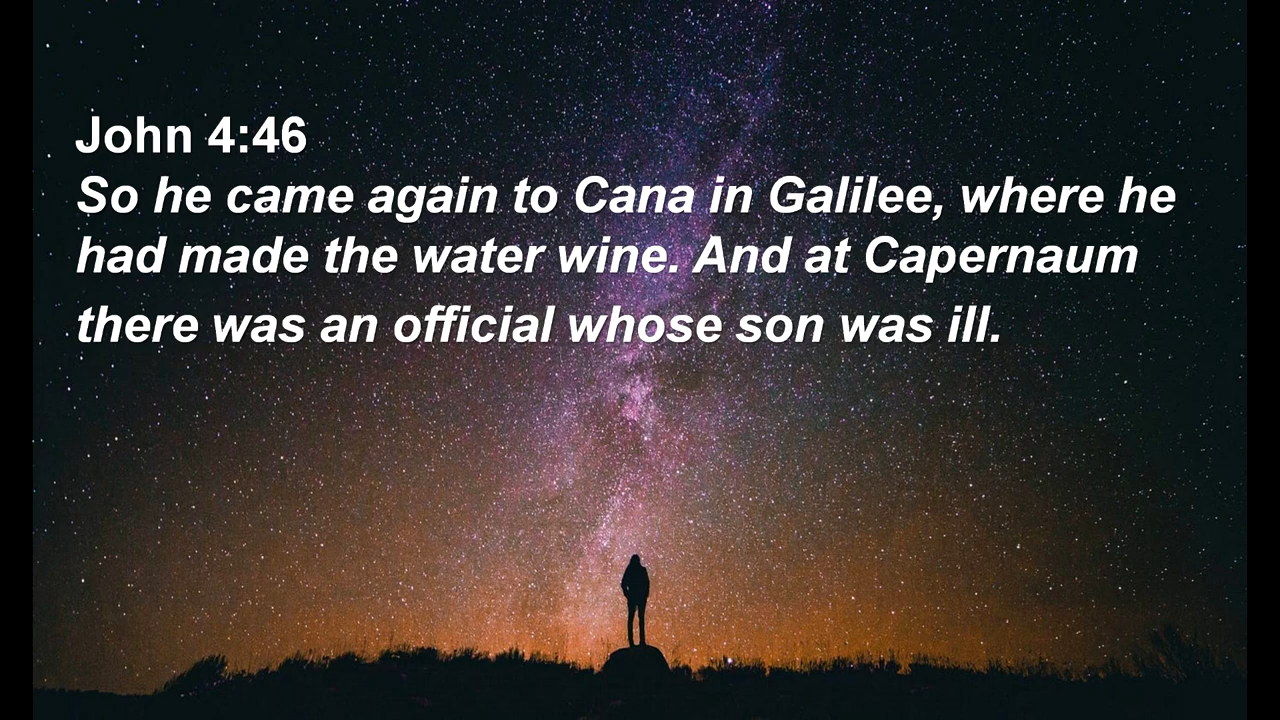 John 4:46
So he came again to Cana in Galilee, where he
had made the water wine. And at Capernaum
there was an official whose son was ill.